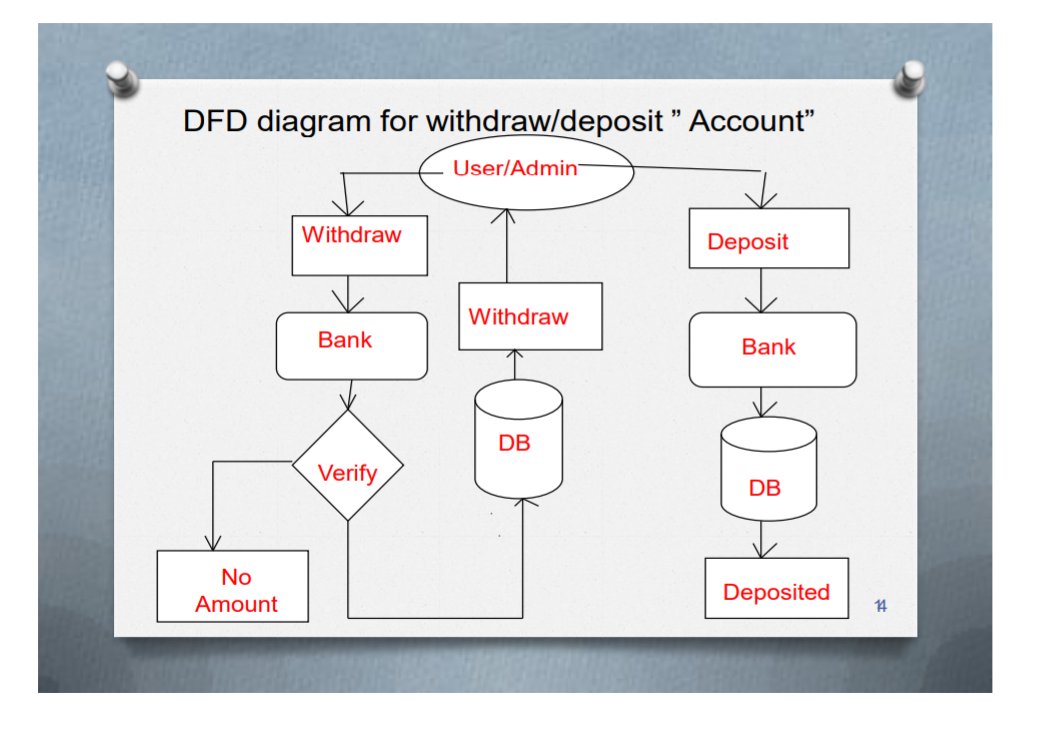 DFD diagram for withdraw/deposit ” Account”
User/Admin
Withdraw
Deposit
Withdraw
Bank
Bank
DB
Verify
DB
No
Amount
Deposited
14